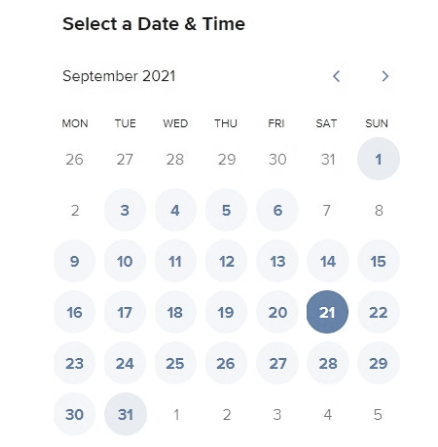 Select a Date & Time
September 2021
MON TUE WED THU FRI SAT SUN
26 27 28 29 30 31 1
2 3 4 5 6 7 8
9 10 11 12 13 14 15
16 17 18 19 20 21 22
23 24 25 26 27 28 29
30 31 1 2 3 4 5